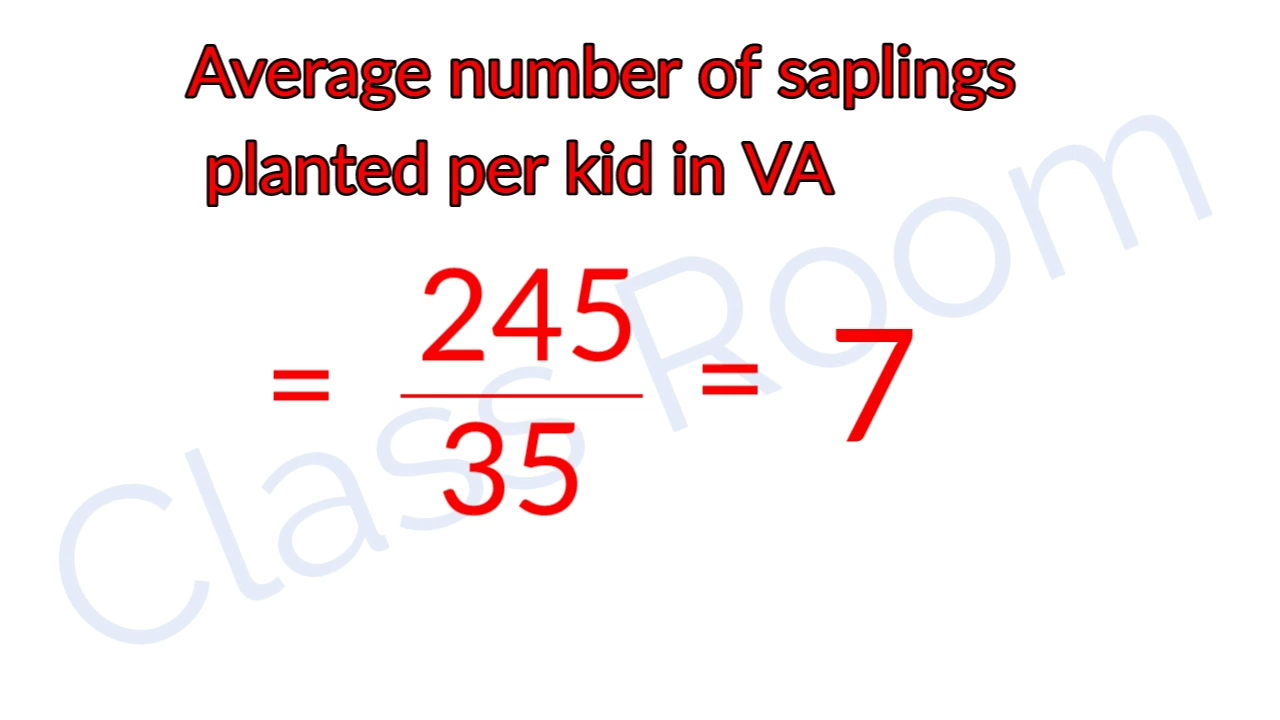 Average number of saplings
planted per kid in VA
= 245/35 = 7
Class Room